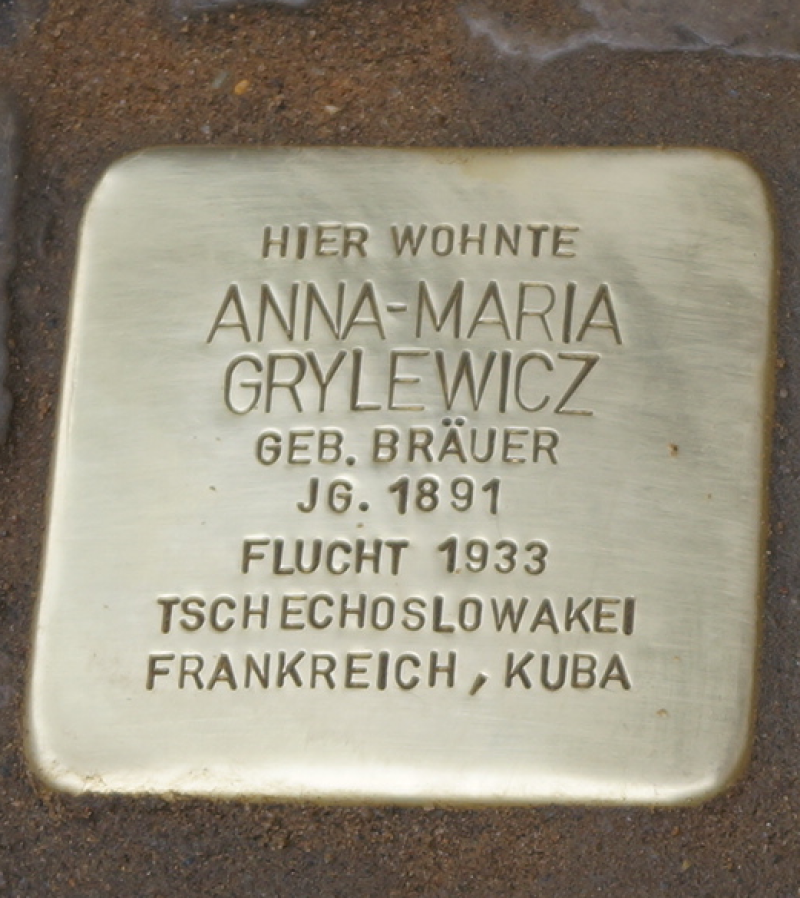 HIER WOHNTE
ANNA-MARIA
GRYLEWICZ
GEB. BRÄUER
JG. 1891
FLUCHT 1933
TSCHECHOSLOWAKEI
FRANKREICH, KUBA